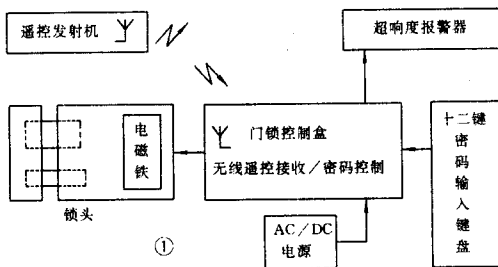 遥控发射机
超响度报警器
电
磁
铁
锁头
门锁控制盒
无线遥控接收／密码控制
十二键
密
码
输
入
键
盘
AC／DC
电源
①